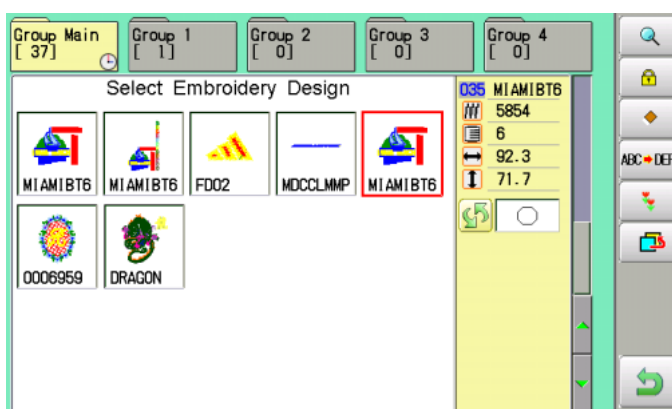 Group Main
[ 37]
Group 1
[ 1]
Group 2
[ 0]
Group 3
[ 0]
Group 4
[ 0]
Select Embroidery Design
MIAMIBT6
MIAMIBT6
FD02
MDCCLMMP
MIAMIBT6
0006959
DRAGON
035 MIAMIBT6
5854
6
92.3
71.7
ABC DEF